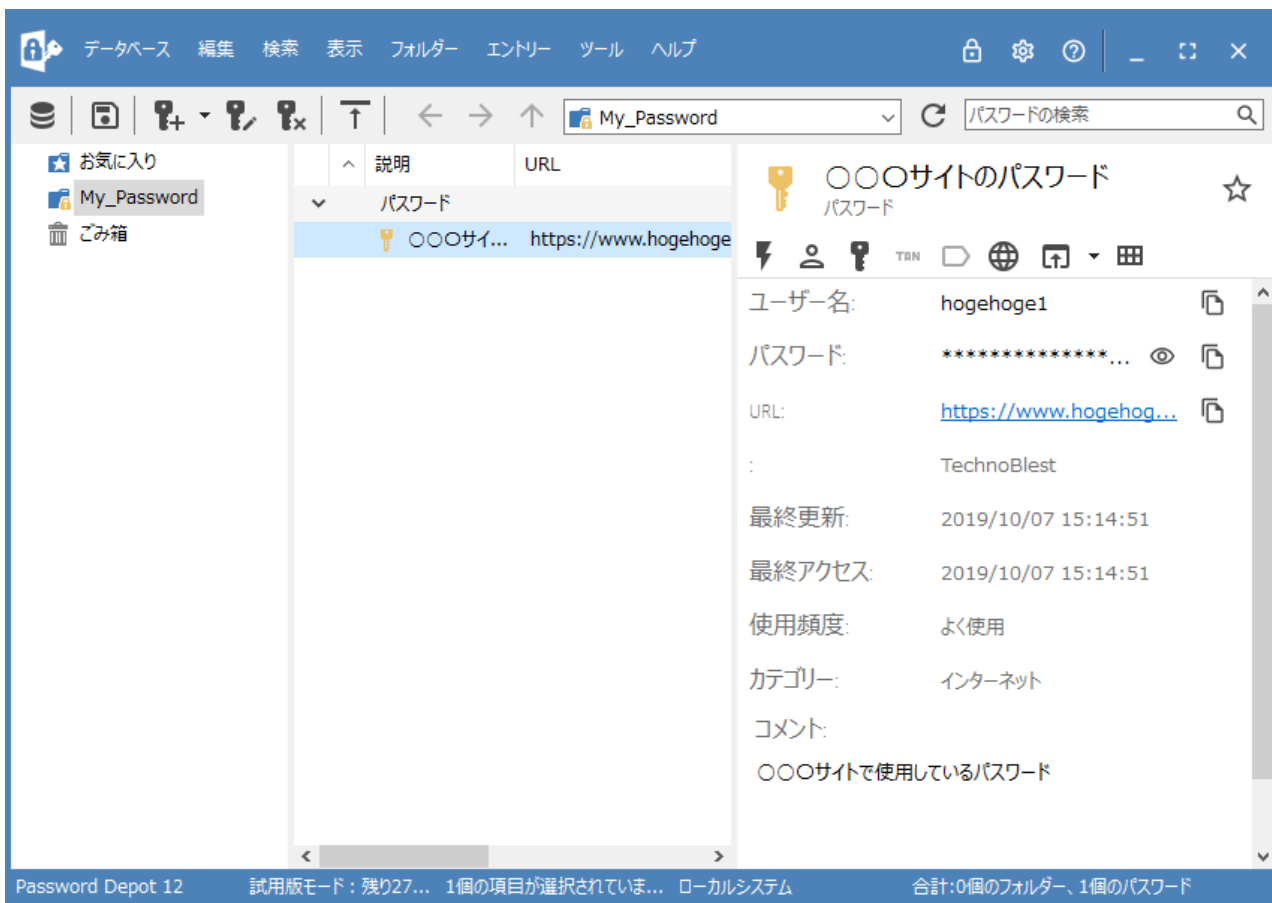 データベース 編集 検索 表示 フォルダー エントリー ツール ヘルプ
My_Password パスワードの検索
お気に入り
My_Password
ごみ箱
説明 URL
パスワード
○○○サイ... https://www.hogehoge
○○○サイトのパスワード
パスワード
TAN
ユーザー名: hogehoge1
パスワード: **************...
URL: https://www.hogehog...
: TechnoBlest
最終更新: 2019/10/07 15:14:51
最終アクセス: 2019/10/07 15:14:51
使用頻度: よく使用
カテゴリー: インターネット
コメント:
○○○サイトで使用しているパスワード
Password Depot 12 試用版モード：残り27... 1個の項目が選択されていま... ローカルシステム 合計:0個のフォルダー、1個のパスワード